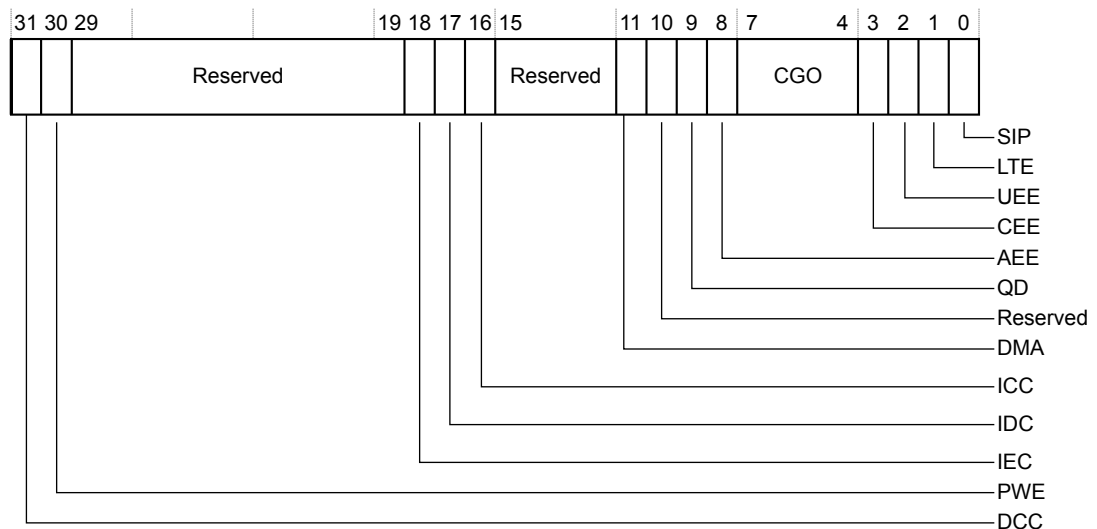 31 30 29 19 18 17 16 15 11 10 9 8 7 4 3 2 1 0
Reserved Reserved CGO
SIP
LTE
UEE
CEE
AEE
QD
Reserved
DMA
ICC
IDC
IEC
PWE
DCC